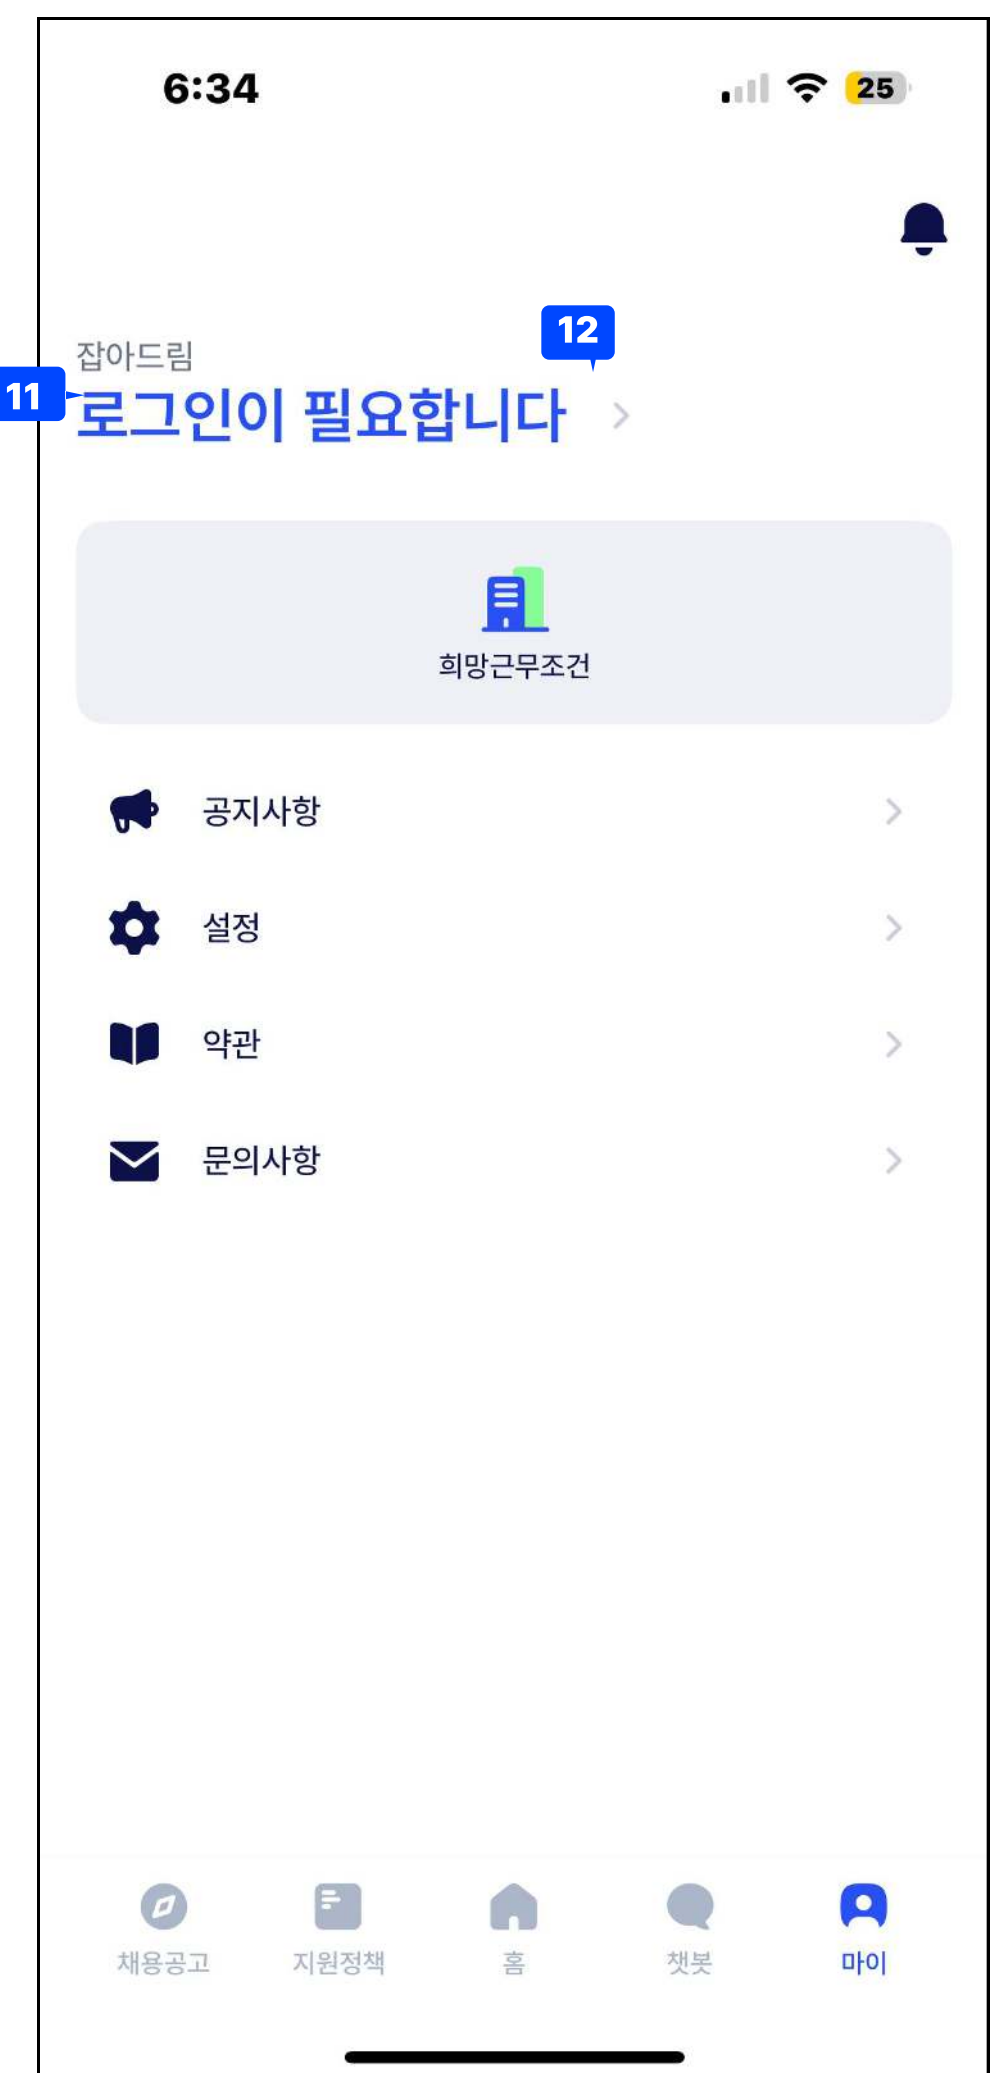 6:34
25
12
잡아드림
11
로그인이 필요합니다
희망근무조건
공지사항
설정
약관
문의사항
채용공고
지원정책
홈
챗봇
마이